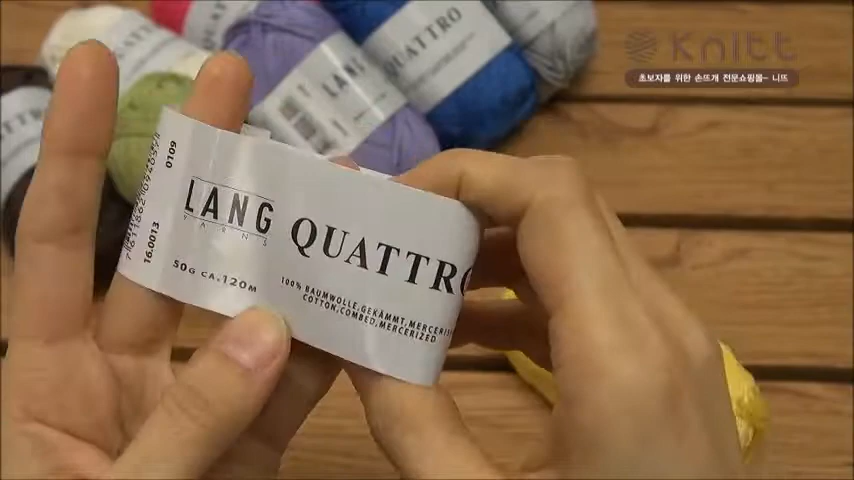 Knitt
초보자를 위한 손뜨개 전문쇼핑몰- 니뜨
QUATTRO
LANG
0109
16.0013
LANG
YARNS
QUATTRO
50G CA.120M
100% BAUMWOLLE,GEKÄMMT,MERCERIS
COTTON,COMBED,MERCERIZED